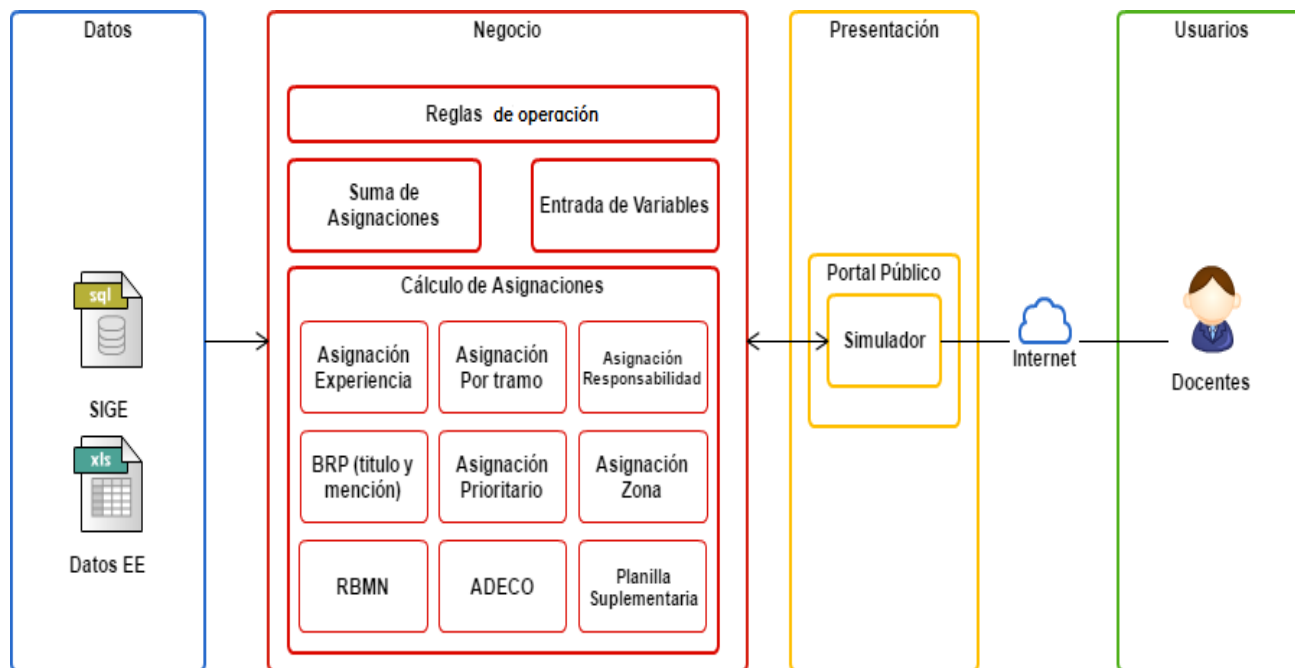 Datos
sql
SIGE
xls
Datos EE
Negocio
Reglas de operación
Suma de
Asignaciones
Entrada de Variables
Cálculo de Asignaciones
Asignación
Experiencia
Asignación
Por tramo
Asignación
Responsabilidad
BRP (titulo y
mención)
Asignación
Prioritario
Asignación
Zona
RBMN
ADECO
Planilla
Suplementaria
Presentación
Portal Público
Simulador
Internet
Usuarios
Docentes